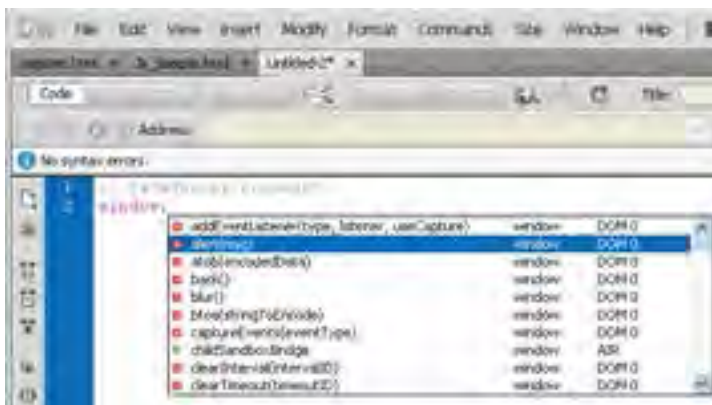 File Edit View Insert Modify Format Commands Site Window Help
Untitled-2* x
Code Title:
Address:
No syntax errors.
1
2 window.
addEventListener(type, listener, useCapture) window DOM 0
alert(msg) window DOM 0
atob(encodedData) window DOM 0
back() window DOM 0
blur() window DOM 0
btoa(stringToEncode) window DOM 0
captureEvents(eventType) window DOM 0
childSandboxBridge window AIR
clearInterval(intervalID) window DOM 0
clearTimeout(timeoutID) window DOM 0